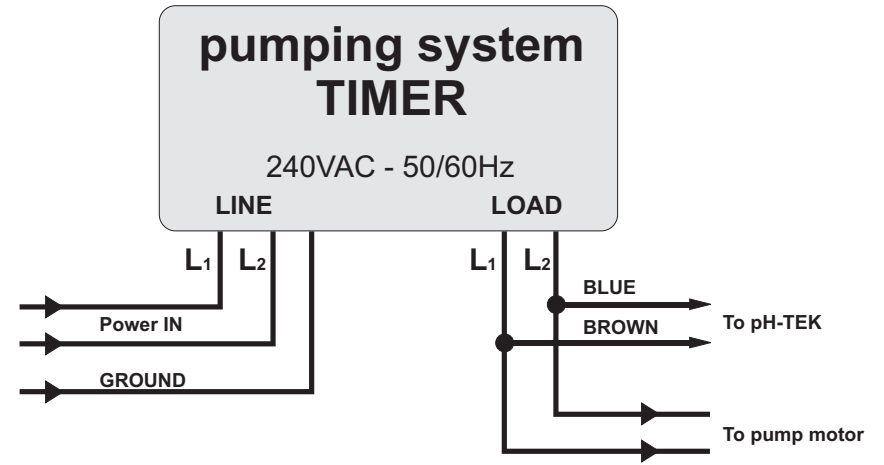 pumping system
TIMER
240VAC - 50/60Hz
LINE
LOAD
L1
L2
L1
L2
BLUE
Power IN
BROWN
To pH-TEK
GROUND
To pump motor